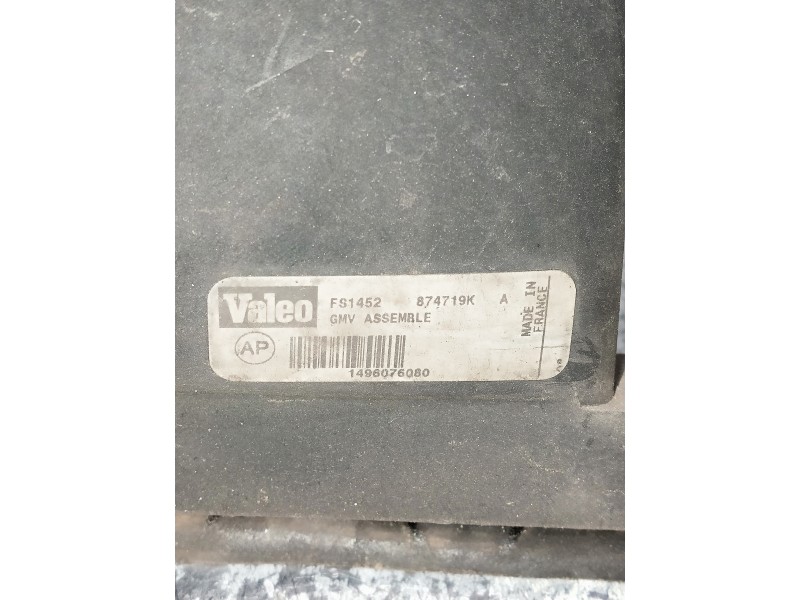 Valeo
FS1452 874719K A
GMV ASSEMBLE
AP
1496076080
MADE IN
FRANCE